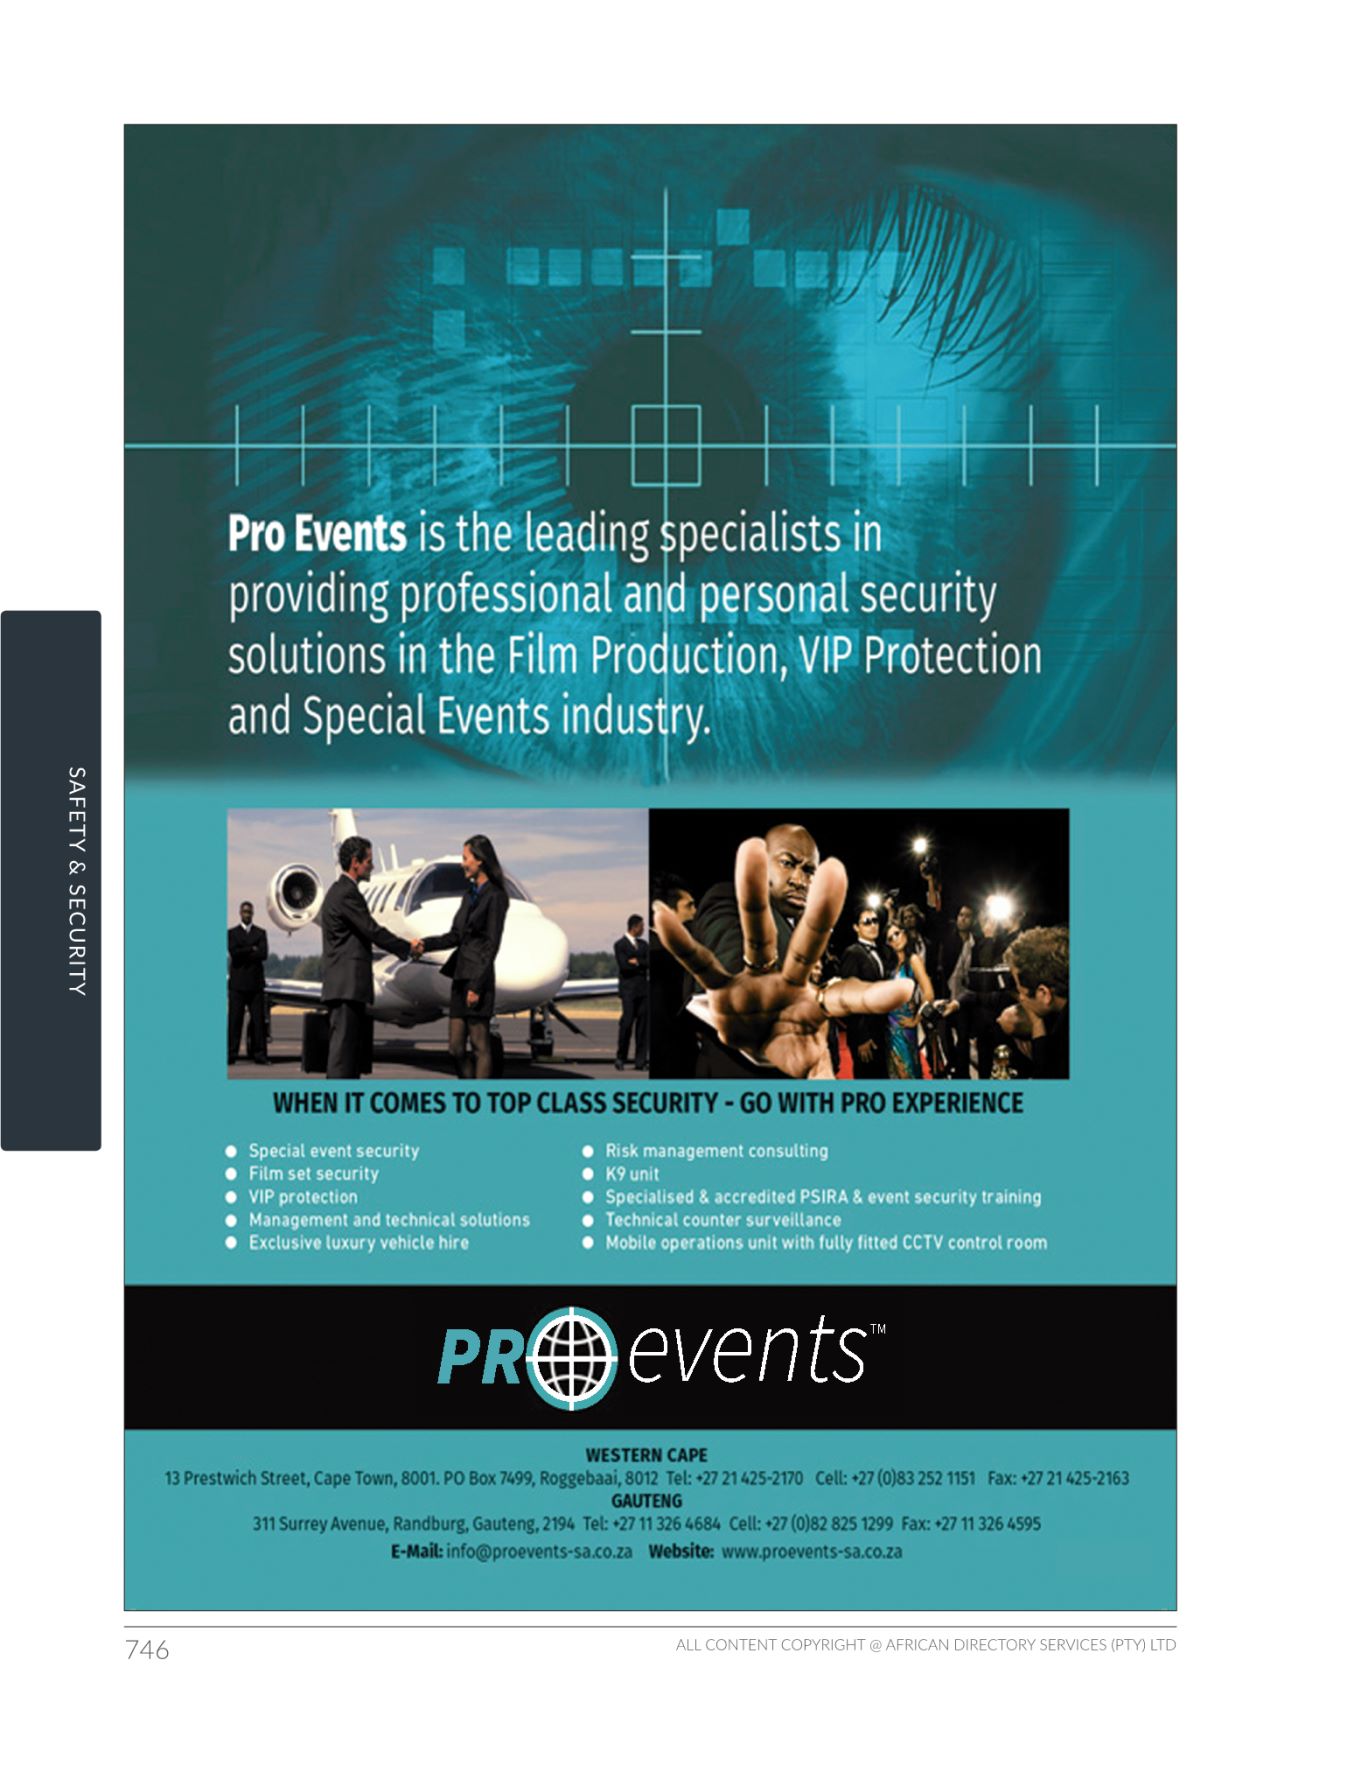 Pro Events is the leading specialists in
providing professional and personal security
solutions in the Film Production, VIP Protection
and Special Events industry.
SAFETY & SECURITY
WHEN IT COMES TO TOP CLASS SECURITY - GO WITH PRO EXPERIENCE
Special event security
Film set security
VIP protection
Management and technical solutions
Exclusive luxury vehicle hire
Risk management consulting
K9 unit
Specialised & accredited PSIRA & event security training
Technical counter surveillance
Mobile operations unit with fully fitted CCTV control room
PRO events™
WESTERN CAPE
13 Prestwich Street, Cape Town, 8001. PO Box 7499, Roggebaai, 8012 Tel: +27 21 425-2170 Cell: +27 (0)83 252 1151 Fax: +27 21 425-2163
GAUTENG
311 Surrey Avenue, Randburg, Gauteng, 2194 Tel: +27 11 326 4684 Cell: +27 (0)82 825 1299 Fax: +27 11 326 4595
E-Mail: info@proevents-sa.co.za Website: www.proevents-sa.co.za
746
ALL CONTENT COPYRIGHT @ AFRICAN DIRECTORY SERVICES (PTY) LTD